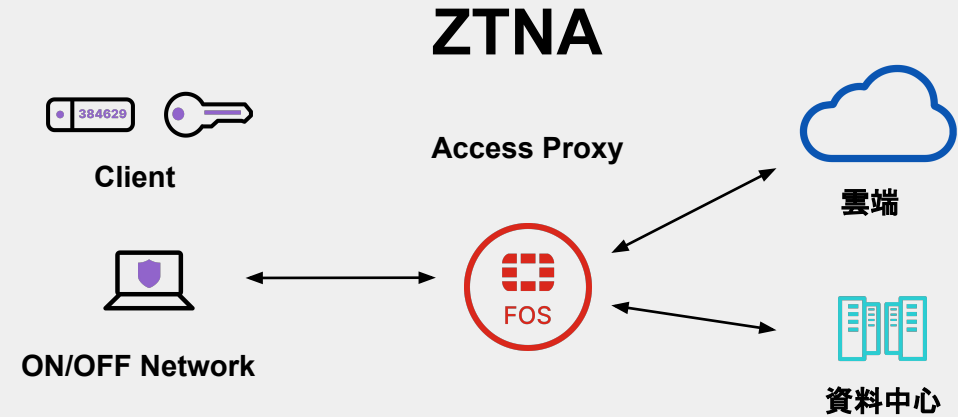 ZTNA
384629
Client
Access Proxy
雲端
FOS
ON/OFF Network
資料中心